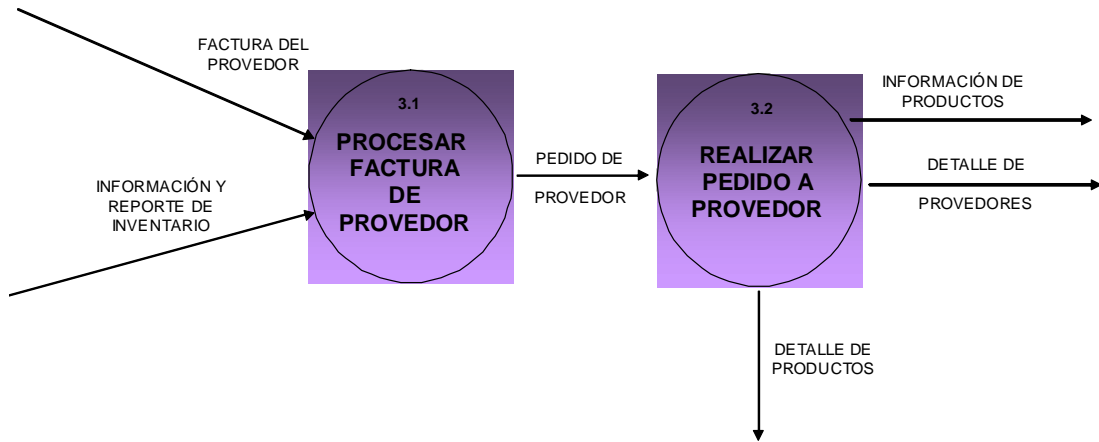 FACTURA DEL
PROVEDOR
3.1
PROCESAR
FACTURA
DE
PROVEDOR
INFORMACIÓN Y
REPORTE DE
INVENTARIO
PEDIDO DE
PROVEDOR
3.2
REALIZAR
PEDIDO A
PROVEDOR
INFORMACIÓN DE
PRODUCTOS
DETALLE DE
PROVEDORES
DETALLE DE
PRODUCTOS